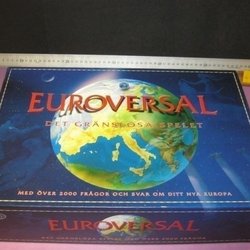 EUROVERSAL
DET GRÄNSLÖSA SPELET
MED ÖVER 2000 FRÅGOR OCH SVAR OM DITT NYA EUROPA
EUROVERSAL